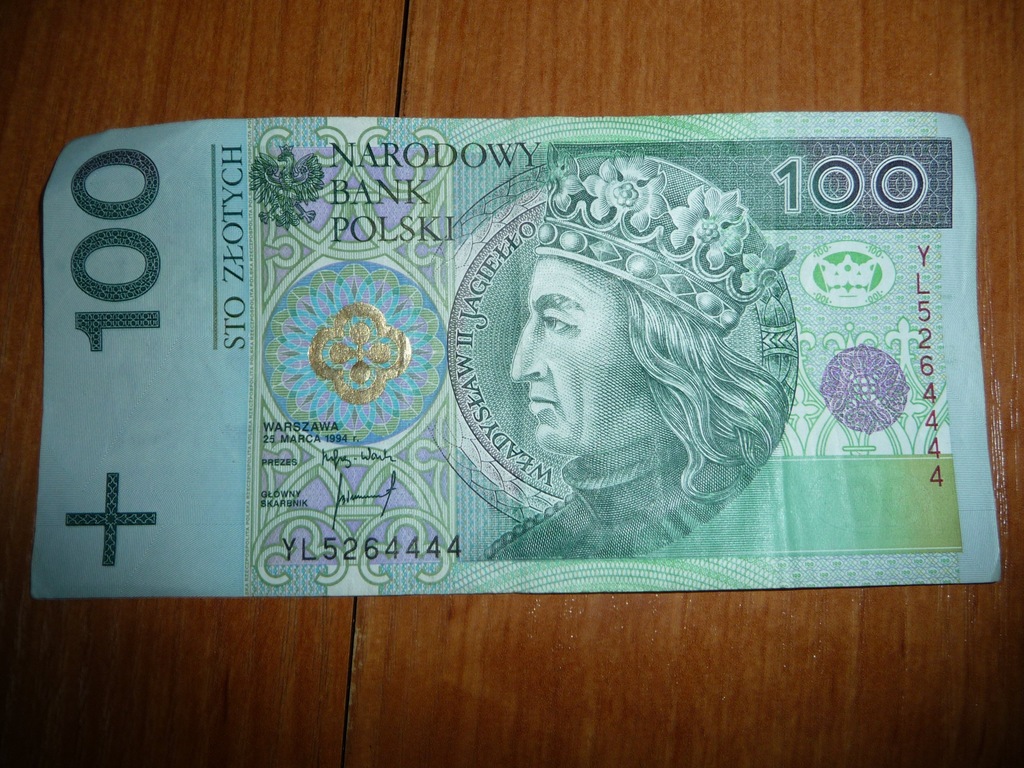 100
STO ZŁOTYCH
NARODOWY
BANK
POLSKI
WŁADYSŁAW II JAGIEŁŁO
100
YL5264444
WARSZAWA
25 MARCA 1994 r.
PREZES
GŁÓWNY
SKARBNIK
YL5264444